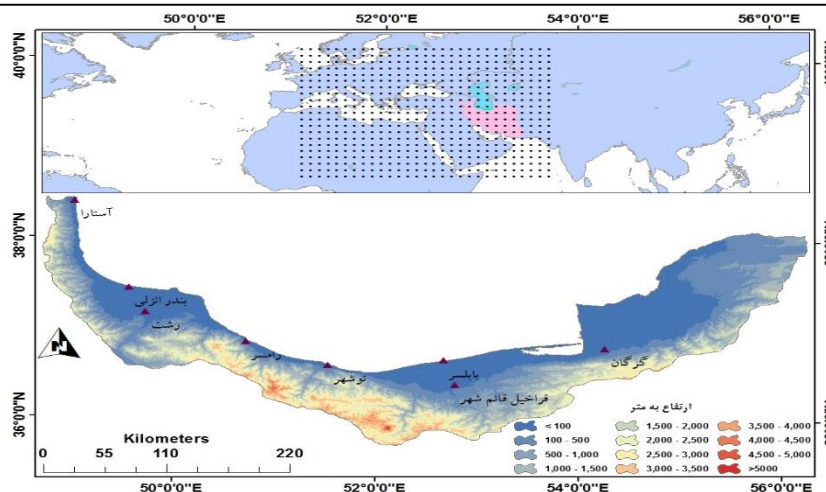 50°0'0"E 52°0'0"E 54°0'0"E 56°0'0"E
40°0'0"N
38°0'0"N
آستارا
بندر انزلی
رشت
رامسر
نوشهر
بابلسر
گرگان
قراخیل قائم شهر
N
36°0'0"N
ارتفاع به متر
< 100 1,500 - 2,000 3,500 - 4,000
100 - 500 2,000 - 2,500 4,000 - 4,500
500 - 1,000 2,500 - 3,000 4,500 - 5,000
1,000 - 1,500 3,000 - 3,500 >5000
Kilometers
0 55 110 220
50°0'0"E 52°0'0"E 54°0'0"E 56°0'0"E